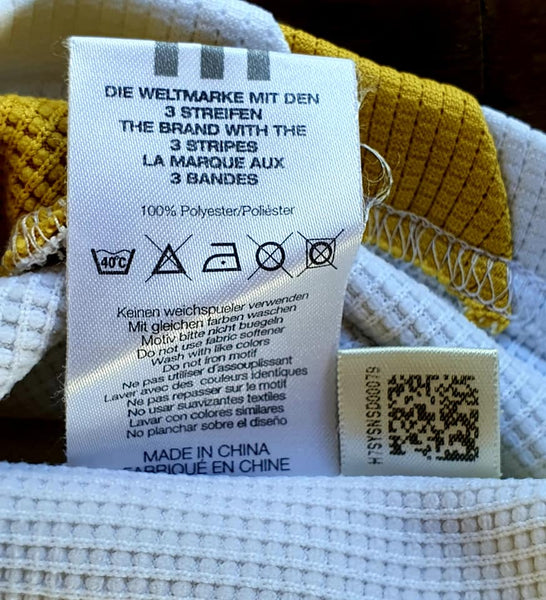 DIE WELTMARKE MIT DEN
3 STREIFEN
THE BRAND WITH THE
3 STRIPES
LA MARQUE AUX
3 BANDES
100% Polyester/Poliéster
40°C
Keinen weichspueler verwenden
Mit gleichen farben waschen
Motiv bitte nicht buegeln
Do not use fabric softener
Wash with like colors
Do not iron motif
Ne pas utiliser d'assouplissant
Laver avec des couleurs identiques
Ne pas repasser sur le motif
No usar suavizantes textiles
Lavar con colores similares
No planchar sobre el diseño
MADE IN CHINA
FABRIQUÉ EN CHINE
H7SYSNSD00079